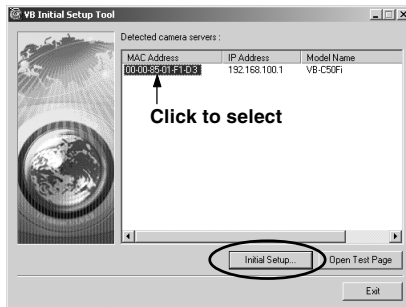 VB Initial Setup Tool
Detected camera servers :
MAC Address IP Address Model Name
00-00-85-01-F1-D3 192.168.100.1 VB-C50Fi
Click to select
Initial Setup... Open Test Page
Exit